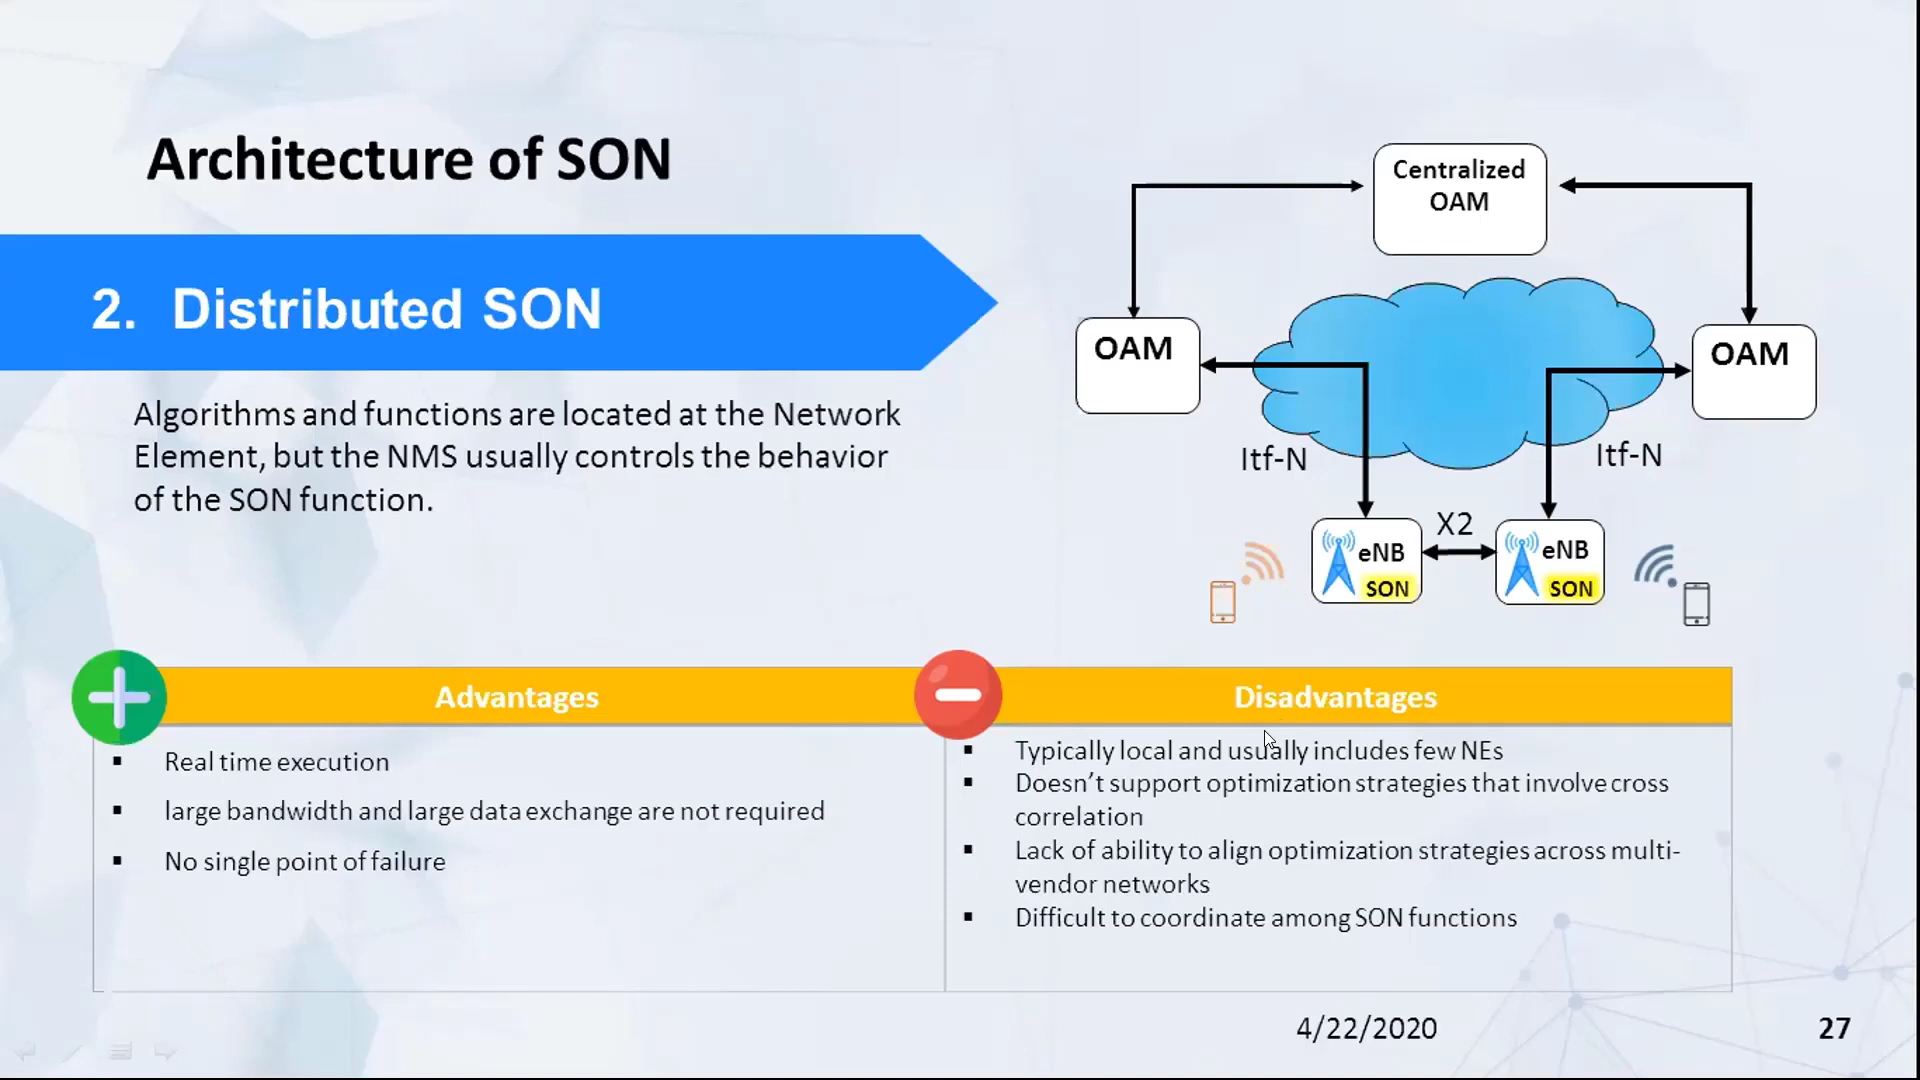 Architecture of SON
2. Distributed SON
Algorithms and functions are located at the Network
Element, but the NMS usually controls the behavior
of the SON function.
Centralized
OAM
OAM
OAM
Itf-N
Itf-N
X2
eNB
SON
eNB
SON
Advantages
▪ Real time execution
▪ large bandwidth and large data exchange are not required
▪ No single point of failure
Disadvantages
▪ Typically local and usually includes few NEs
▪ Doesn’t support optimization strategies that involve cross
correlation
▪ Lack of ability to align optimization strategies across multi-
vendor networks
▪ Difficult to coordinate among SON functions
4/22/2020
27